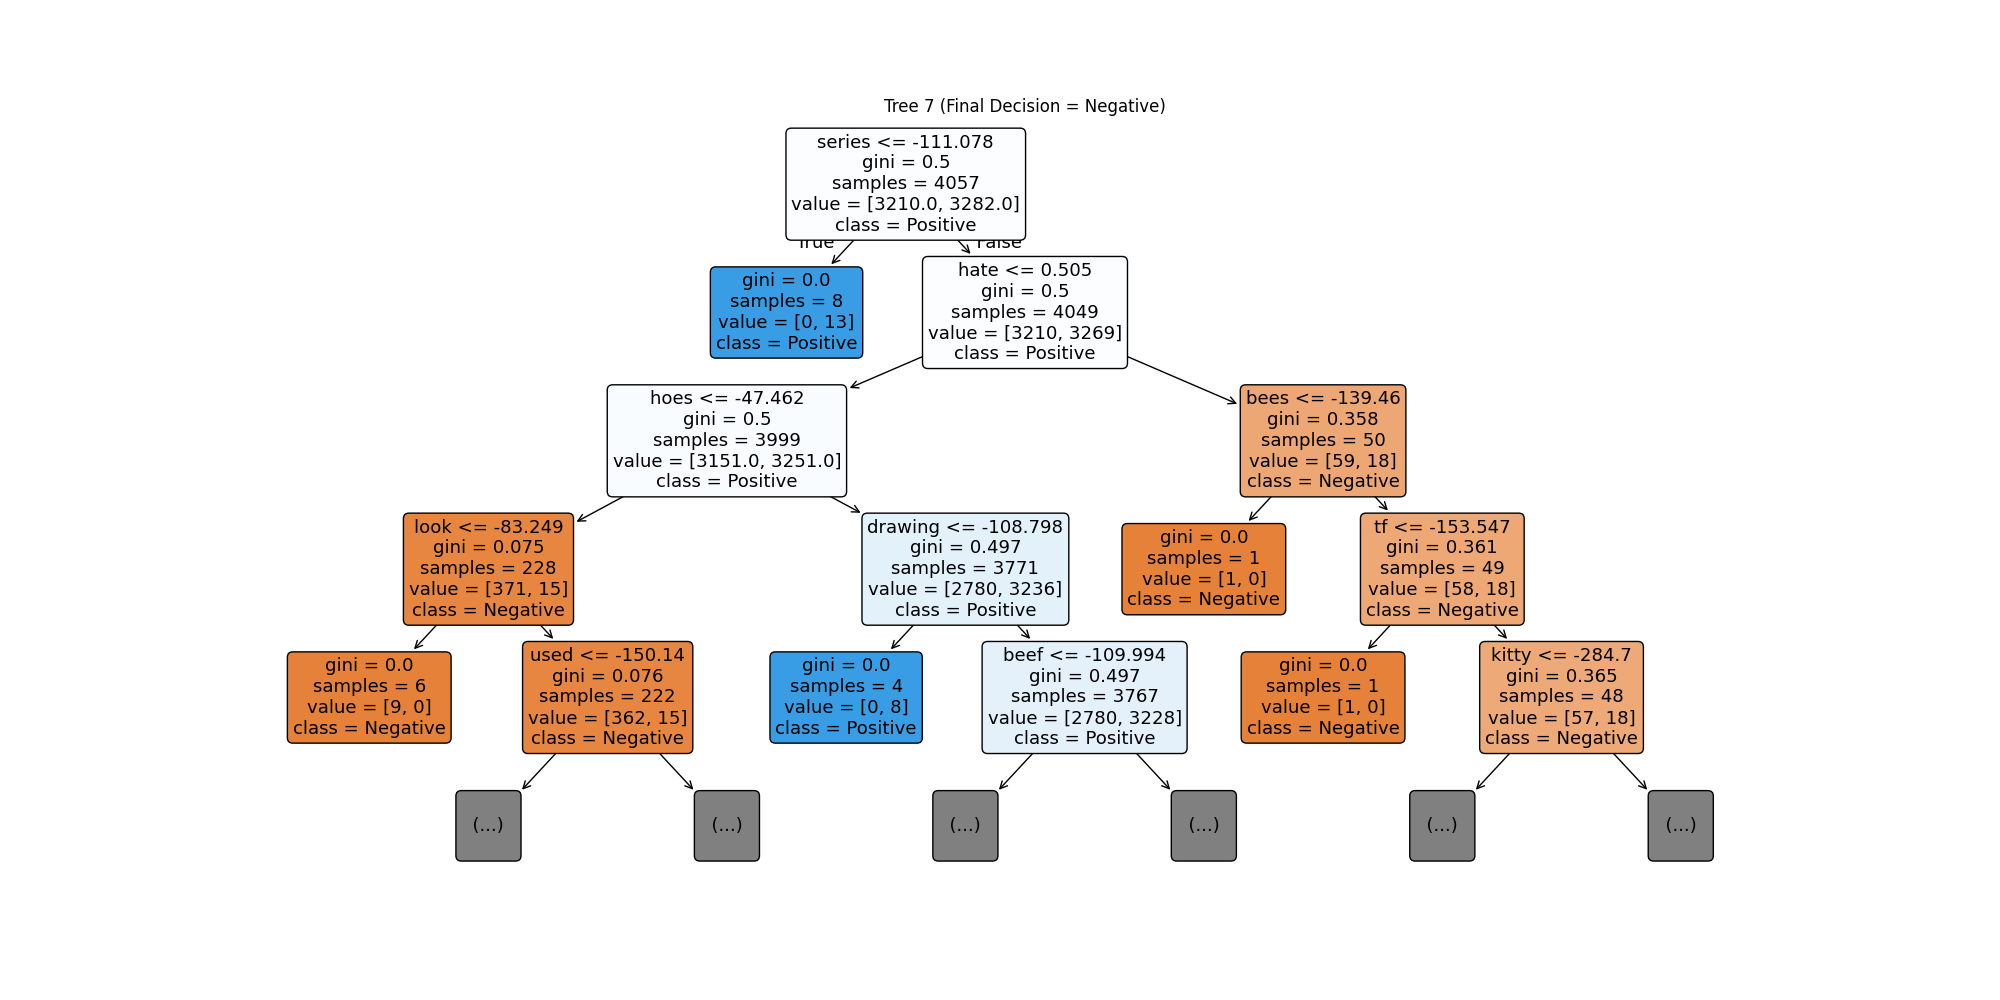 Tree 7 (Final Decision = Negative)
series <= -111.078
gini = 0.5
samples = 4057
value = [3210.0, 3282.0]
class = Positive
True
False
gini = 0.0
samples = 8
value = [0, 13]
class = Positive
hate <= 0.505
gini = 0.5
samples = 4049
value = [3210, 3269]
class = Positive
hoes <= -47.462
gini = 0.5
samples = 3999
value = [3151.0, 3251.0]
class = Positive
bees <= -139.46
gini = 0.358
samples = 50
value = [59, 18]
class = Negative
look <= -83.249
gini = 0.075
samples = 228
value = [371, 15]
class = Negative
drawing <= -108.798
gini = 0.497
samples = 3771
value = [2780, 3236]
class = Positive
gini = 0.0
samples = 1
value = [1, 0]
class = Negative
tf <= -153.547
gini = 0.361
samples = 49
value = [58, 18]
class = Negative
gini = 0.0
samples = 6
value = [9, 0]
class = Negative
used <= -150.14
gini = 0.076
samples = 222
value = [362, 15]
class = Negative
gini = 0.0
samples = 4
value = [0, 8]
class = Positive
beef <= -109.994
gini = 0.497
samples = 3767
value = [2780, 3228]
class = Positive
gini = 0.0
samples = 1
value = [1, 0]
class = Negative
kitty <= -284.7
gini = 0.365
samples = 48
value = [57, 18]
class = Negative
(...)
(...)
(...)
(...)
(...)
(...)